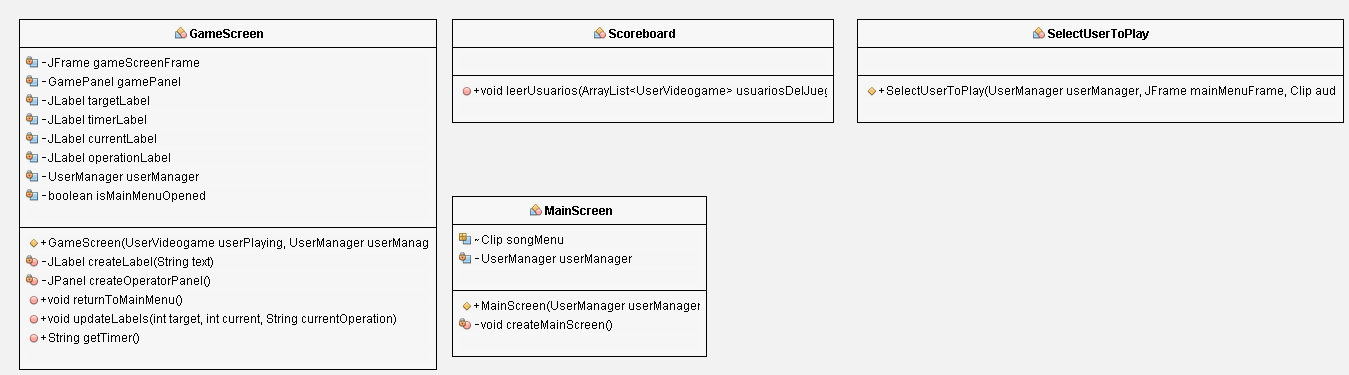 GameScreen
-JFrame gameScreenFrame
-GamePanel gamePanel
-JLabel targetLabel
-JLabel timerLabel
-JLabel currentLabel
-JLabel operationLabel
-UserManager userManager
-boolean isMainMenuOpened
+GameScreen(UserVideogame userPlaying, UserManager userManag
-JLabel createLabel(String text)
-JPanel createOperatorPanel()
+void returnToMainMenu()
+void updateLabels(int target, int current, String currentOperation)
+String getTimer()
Scoreboard
+void leerUsuarios(ArrayList<UserVideogame> usuariosDelJueg
SelectUserToPlay
+SelectUserToPlay(UserManager userManager, JFrame mainMenuFrame, Clip aud
MainScreen
~Clip songMenu
-UserManager userManager
+MainScreen(UserManager userManager
-void createMainScreen()